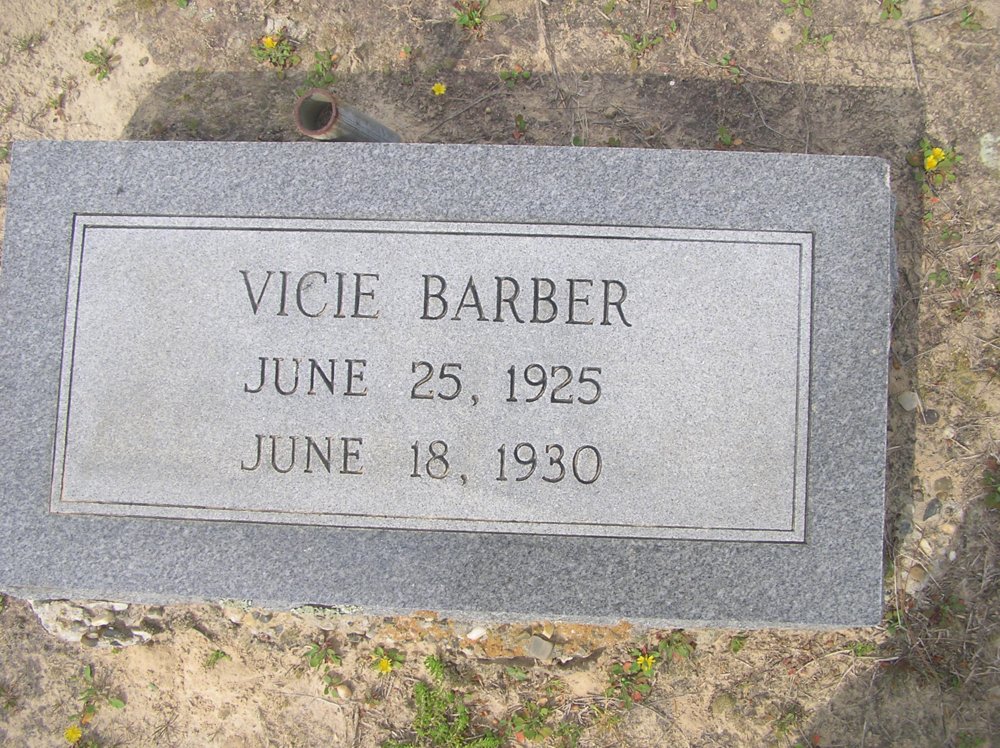 VICIE BARBER
JUNE 25, 1925
JUNE 18, 1930